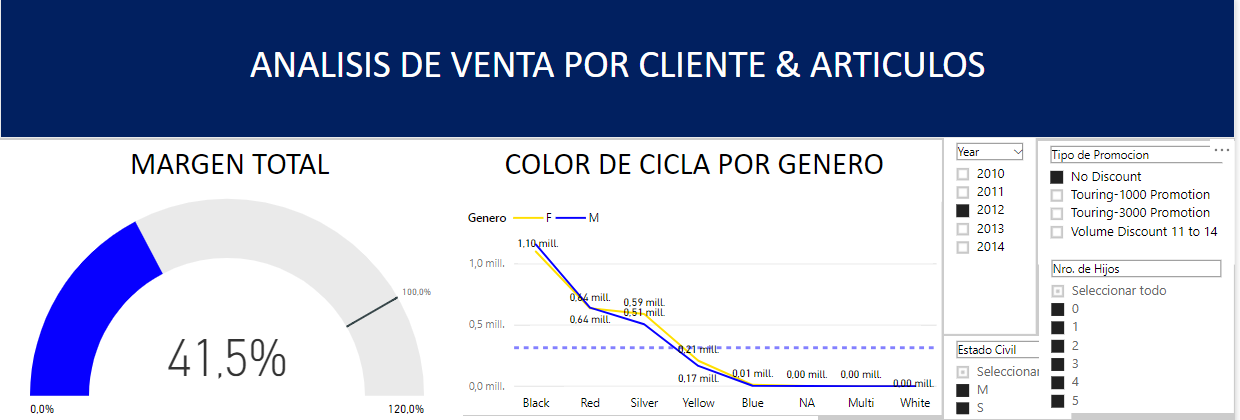 ANALISIS DE VENTA POR CLIENTE & ARTICULOS
MARGEN TOTAL
100,0%
41,5%
0,0%
120,0%
COLOR DE CICLA POR GENERO
Genero
F
M
1,10 mill.
1,0 mill.
0,64 mill.
0,59 mill.
0,51 mill.
0,64 mill.
0,5 mill.
0,21 mill.
0,17 mill.
0,01 mill.
0,00 mill.
0,00 mill.
0,00 mill.
0,0 mill.
Black
Red
Silver
Yellow
Blue
NA
Multi
White
Year
2010
2011
2012
2013
2014
Estado Civil
Seleccionar
M
S
Tipo de Promocion
No Discount
Touring-1000 Promotion
Touring-3000 Promotion
Volume Discount 11 to 14
Nro. de Hijos
Seleccionar todo
0
1
2
3
4
5